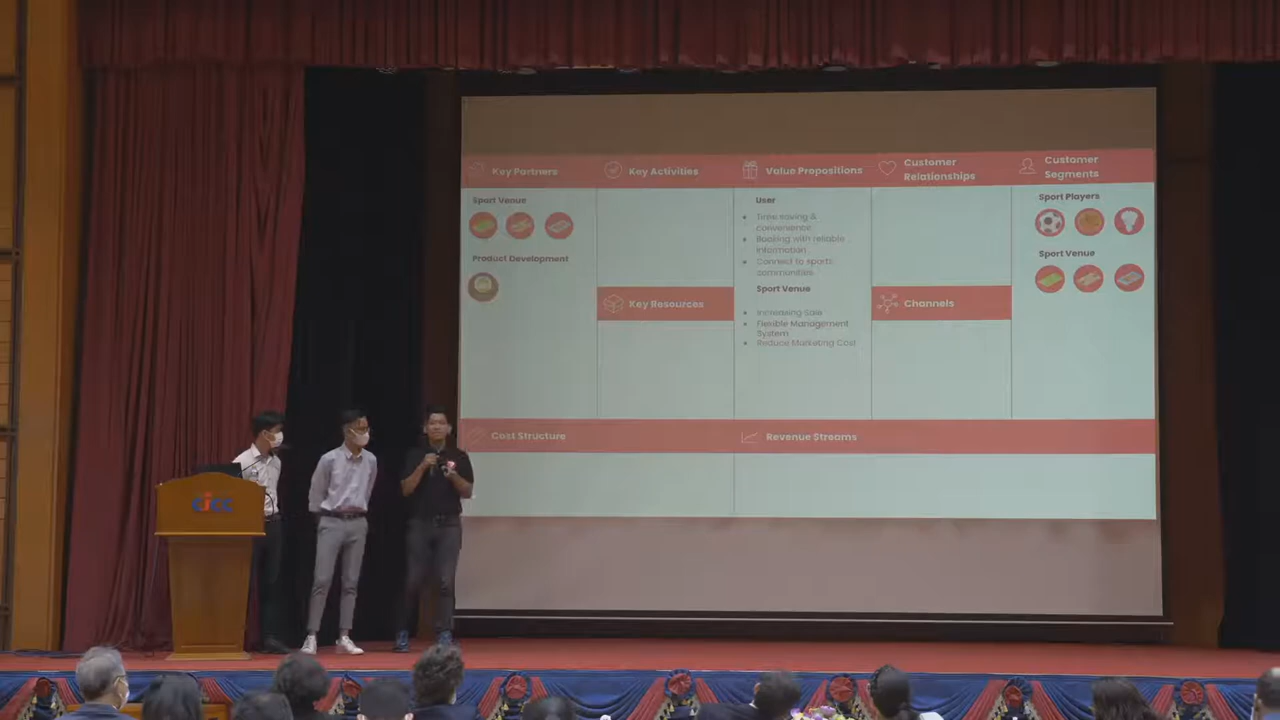 Key Partners
Key Activities
Value Propositions
Customer
Relationships
Customer
Segments
Sport Venue
Product Development
Key Resources
User
Time saving &
convenience
Booking with reliable
information
Connect to sports
communities
Sport Venue
Increasing Sale
Flexible Management
System
Reduce Marketing Cost
Channels
Sport Players
Sport Venue
Cost Structure
Revenue Streams
cjcc